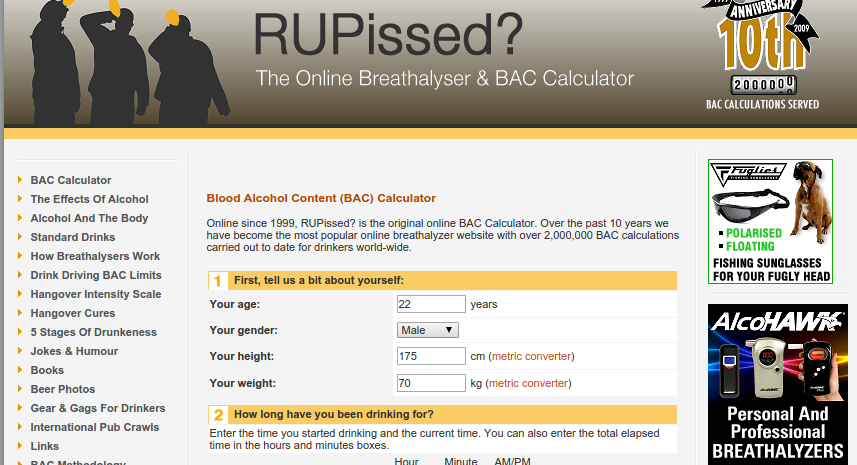 RUPissed?
The Online Breathalyser & BAC Calculator
ANNIVERSARY
10th
2009
2000000
BAC CALCULATIONS SERVED
BAC Calculator
The Effects Of Alcohol
Alcohol And The Body
Standard Drinks
How Breathalysers Work
Drink Driving BAC Limits
Hangover Intensity Scale
Hangover Cures
5 Stages Of Drunkeness
Jokes & Humour
Books
Beer Photos
Gear & Gags For Drinkers
International Pub Crawls
Links
BAC Methodology
Blood Alcohol Content (BAC) Calculator
Online since 1999, RUPissed? is the original online BAC Calculator. Over the past 10 years we
have become the most popular online breathalyzer website with over 2,000,000 BAC calculations
carried out to date for drinkers world-wide.
1 First, tell us a bit about yourself:
Your age: 22 years
Your gender: Male
Your height: 175 cm (metric converter)
Your weight: 70 kg (metric converter)
2 How long have you been drinking for?
Enter the time you started drinking and the current time. You can also enter the total elapsed
time in the hours and minutes boxes.
Hour Minute AM/PM
Fuglies
FISHING SUNGLASSES
POLARISED
FLOATING
FISHING SUNGLASSES
FOR YOUR FUGLY HEAD
AlcoHAWK
Personal And
Professional
BREATHALYZERS